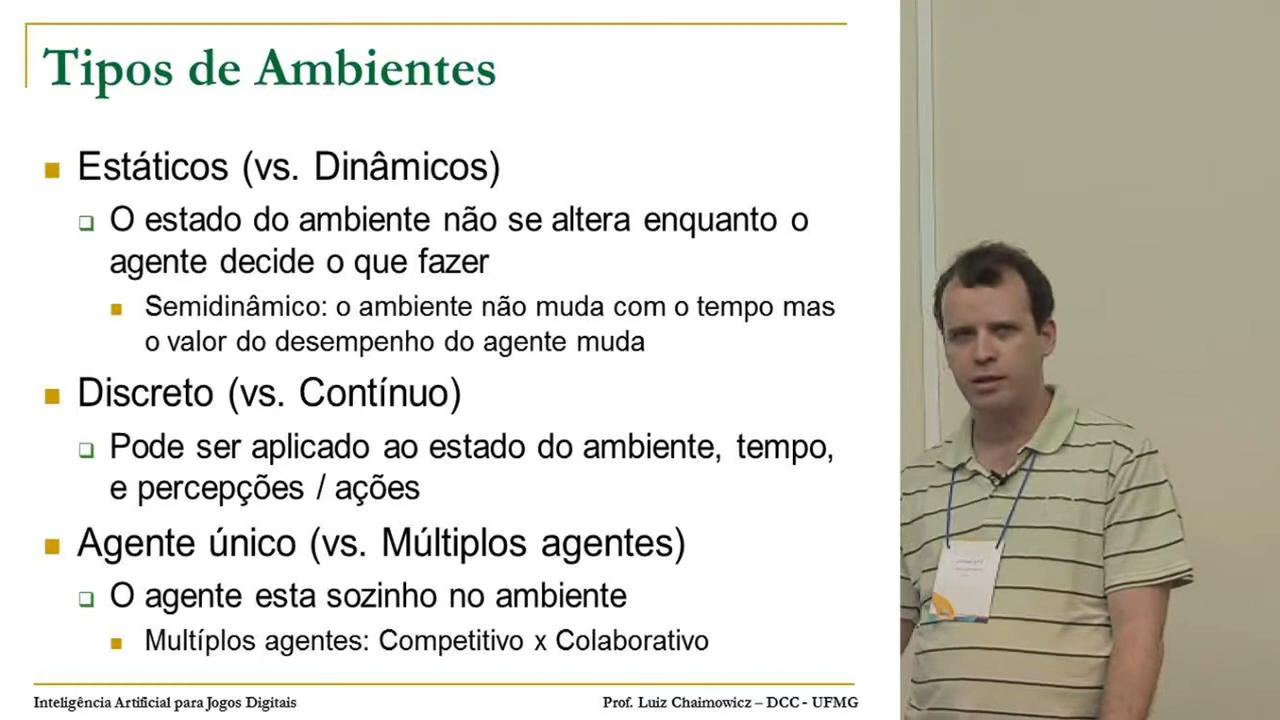 Tipos de Ambientes
Estáticos (vs. Dinâmicos)
O estado do ambiente não se altera enquanto o
agente decide o que fazer
Semidinâmico: o ambiente não muda com o tempo mas
o valor do desempenho do agente muda
Discreto (vs. Contínuo)
Pode ser aplicado ao estado do ambiente, tempo,
e percepções / ações
Agente único (vs. Múltiplos agentes)
O agente esta sozinho no ambiente
Multíplos agentes: Competitivo x Colaborativo
Inteligência Artificial para Jogos Digitais
Prof. Luiz Chaimowicz – DCC - UFMG